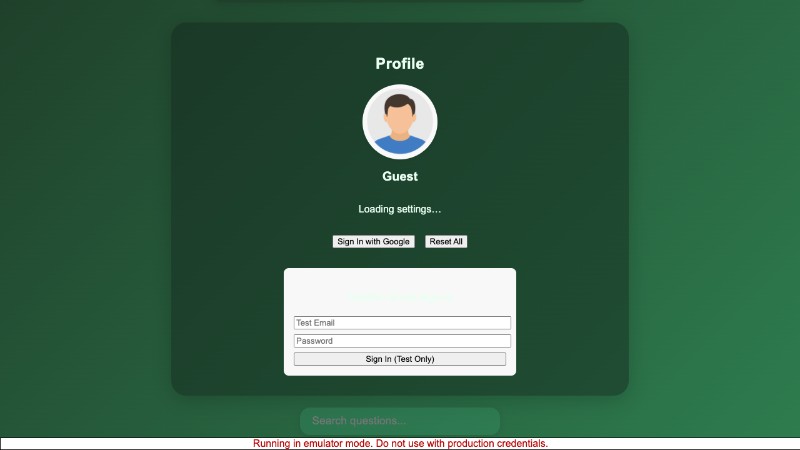 Profile
Guest
Loading settings...
Sign In with Google
Reset All
Test Email
Password
Sign In (Test Only)
Search questions...
Running in emulator mode. Do not use with production credentials.